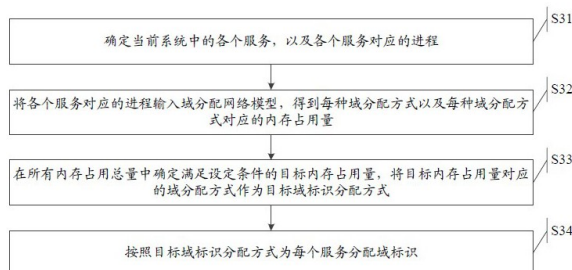 S31
确定当前系统中的各个服务，以及各个服务对应的进程
S32
将各个服务对应的进程输入域分配网络模型，得到每种域分配方式以及每种域分配方
式对应的内存占用量
S33
在所有内存占用总量中确定满足设定条件的目标内存占用量，将目标内存占用量对应
的域分配方式作为目标域标识分配方式
S34
按照目标域标识分配方式为每个服务分配域标识